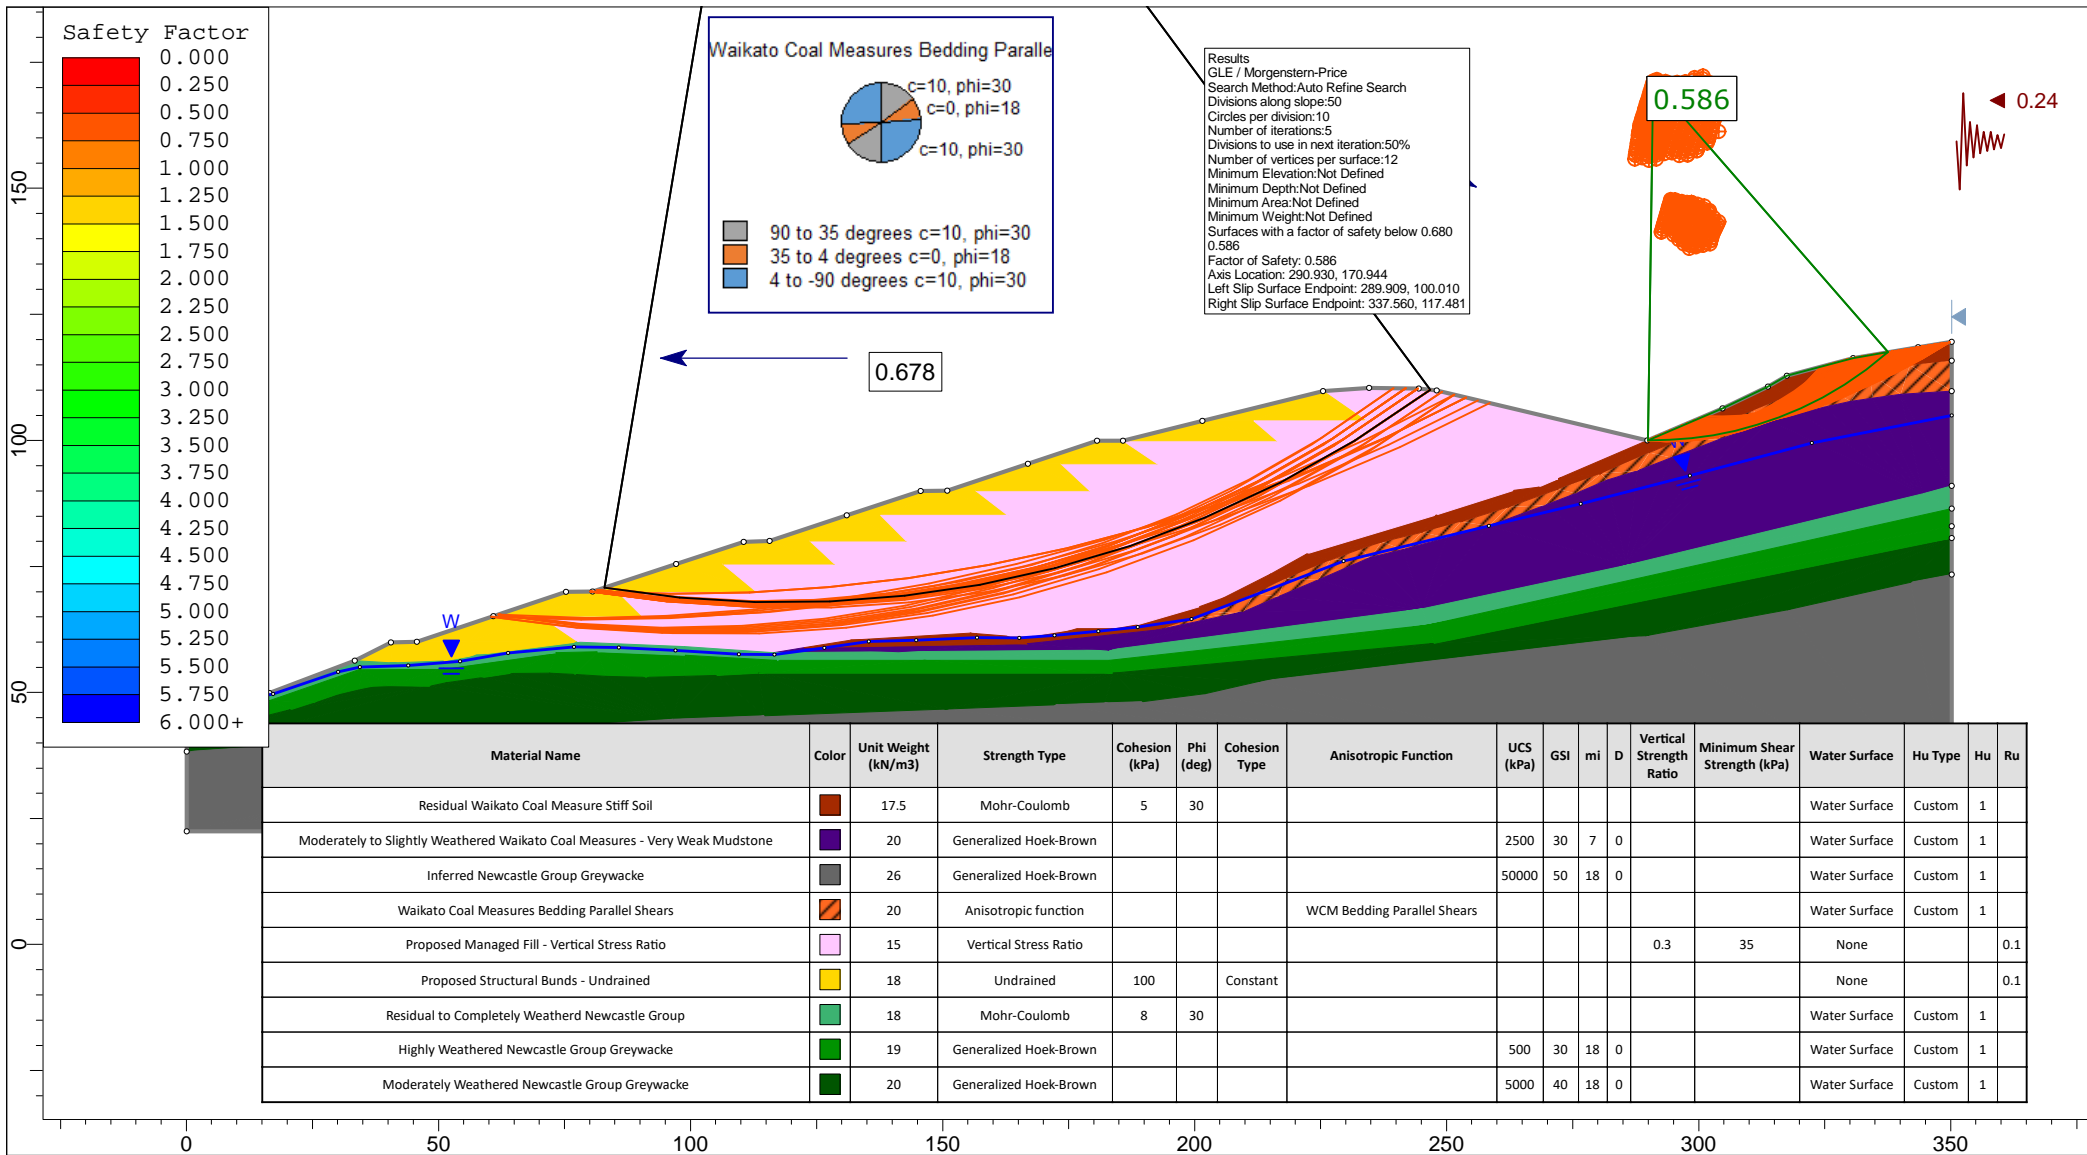 Safety Factor
0.000
0.250
0.500
0.750
1.000
1.250
1.500
1.750
2.000
2.250
2.500
2.750
3.000
3.250
3.500
3.750
4.000
4.250
4.500
4.750
5.000
5.250
5.500
5.750
6.000+
Waikato Coal Measures Bedding Paralle
c=10, phi=30
c=0, phi=18
c=10, phi=30
90 to 35 degrees c=10, phi=30
35 to 4 degrees c=0, phi=18
4 to -90 degrees c=10, phi=30
Results
GLE / Morgenstern-Price
Search Method:Auto Refine Search
Divisions along slope:50
Circles per division:10
Number of iterations:5
Divisions to use in next iteration:50%
Number of vertices per surface:12
Minimum Elevation:Not Defined
Minimum Depth:Not Defined
Minimum Area:Not Defined
Minimum Weight:Not Defined
Surfaces with a factor of safety below 0.680
0.586
Factor of Safety: 0.586
Axis Location: 290.930, 170.944
Left Slip Surface Endpoint: 289.909, 100.010
Right Slip Surface Endpoint: 337.560, 117.481
0.586
0.24
0.678
W
150
100
50
0
Material Name Color Unit Weight (kN/m3) Strength Type Cohesion (kPa) Phi (deg) Cohesion Type Anisotropic Function UCS (kPa) GSI mi D Vertical Strength Ratio Minimum Shear Strength (kPa) Water Surface Hu Type Hu Ru
Residual Waikato Coal Measure Stiff Soil 17.5 Mohr-Coulomb 5 30 Water Surface Custom 1
Moderately to Slightly Weathered Waikato Coal Measures - Very Weak Mudstone 20 Generalized Hoek-Brown 2500 30 7 0 Water Surface Custom 1
Inferred Newcastle Group Greywacke 26 Generalized Hoek-Brown 50000 50 18 0 Water Surface Custom 1
Waikato Coal Measures Bedding Parallel Shears 20 Anisotropic function WCM Bedding Parallel Shears Water Surface Custom 1
Proposed Managed Fill - Vertical Stress Ratio 15 Vertical Stress Ratio 0.3 35 None 0.1
Proposed Structural Bunds - Undrained 18 Undrained 100 Constant None 0.1
Residual to Completely Weatherd Newcastle Group 18 Mohr-Coulomb 8 30 Water Surface Custom 1
Highly Weathered Newcastle Group Greywacke 19 Generalized Hoek-Brown 500 30 18 0 Water Surface Custom 1
Moderately Weathered Newcastle Group Greywacke 20 Generalized Hoek-Brown 5000 40 18 0 Water Surface Custom 1
0 50 100 150 200 250 300 350